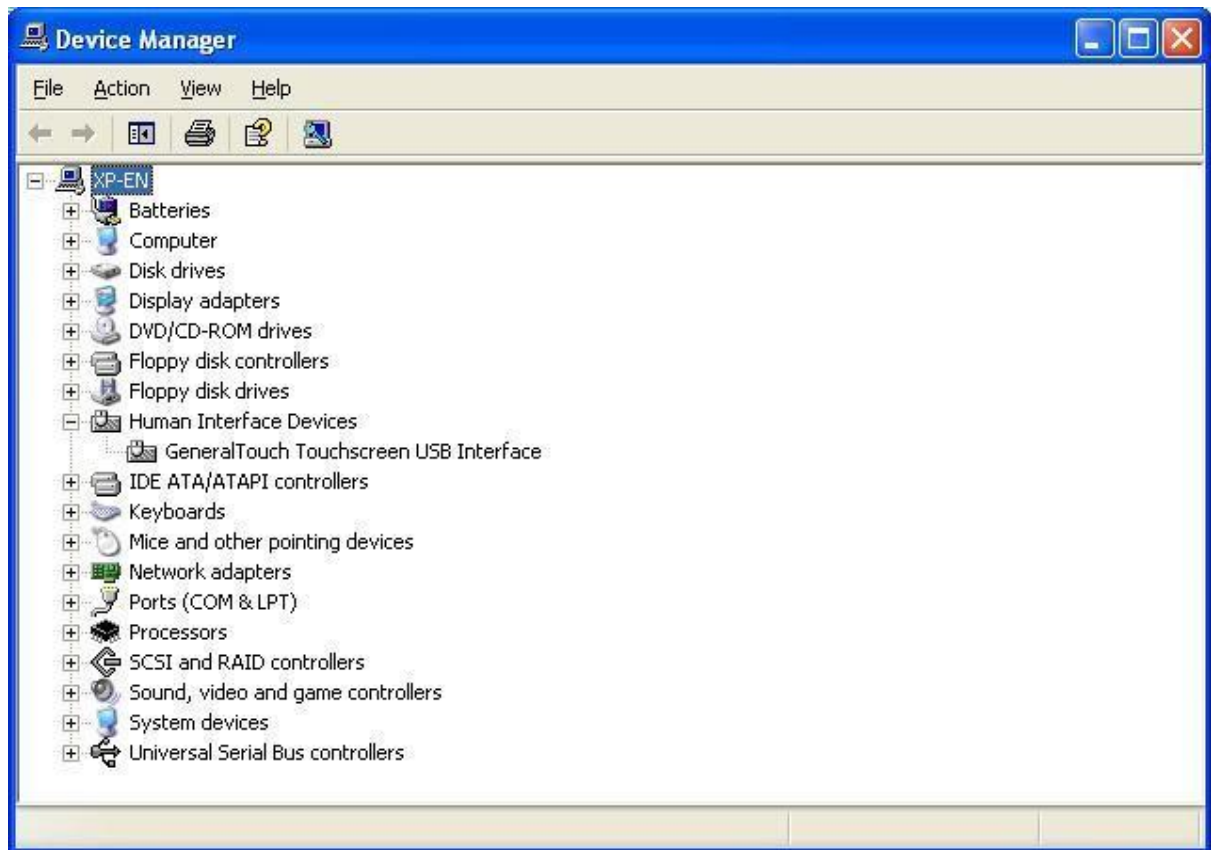 Device Manager
File Action View Help
XP-EN
Batteries
Computer
Disk drives
Display adapters
DVD/CD-ROM drives
Floppy disk controllers
Floppy disk drives
Human Interface Devices
GeneralTouch Touchscreen USB Interface
IDE ATA/ATAPI controllers
Keyboards
Mice and other pointing devices
Network adapters
Ports (COM & LPT)
Processors
SCSI and RAID controllers
Sound, video and game controllers
System devices
Universal Serial Bus controllers